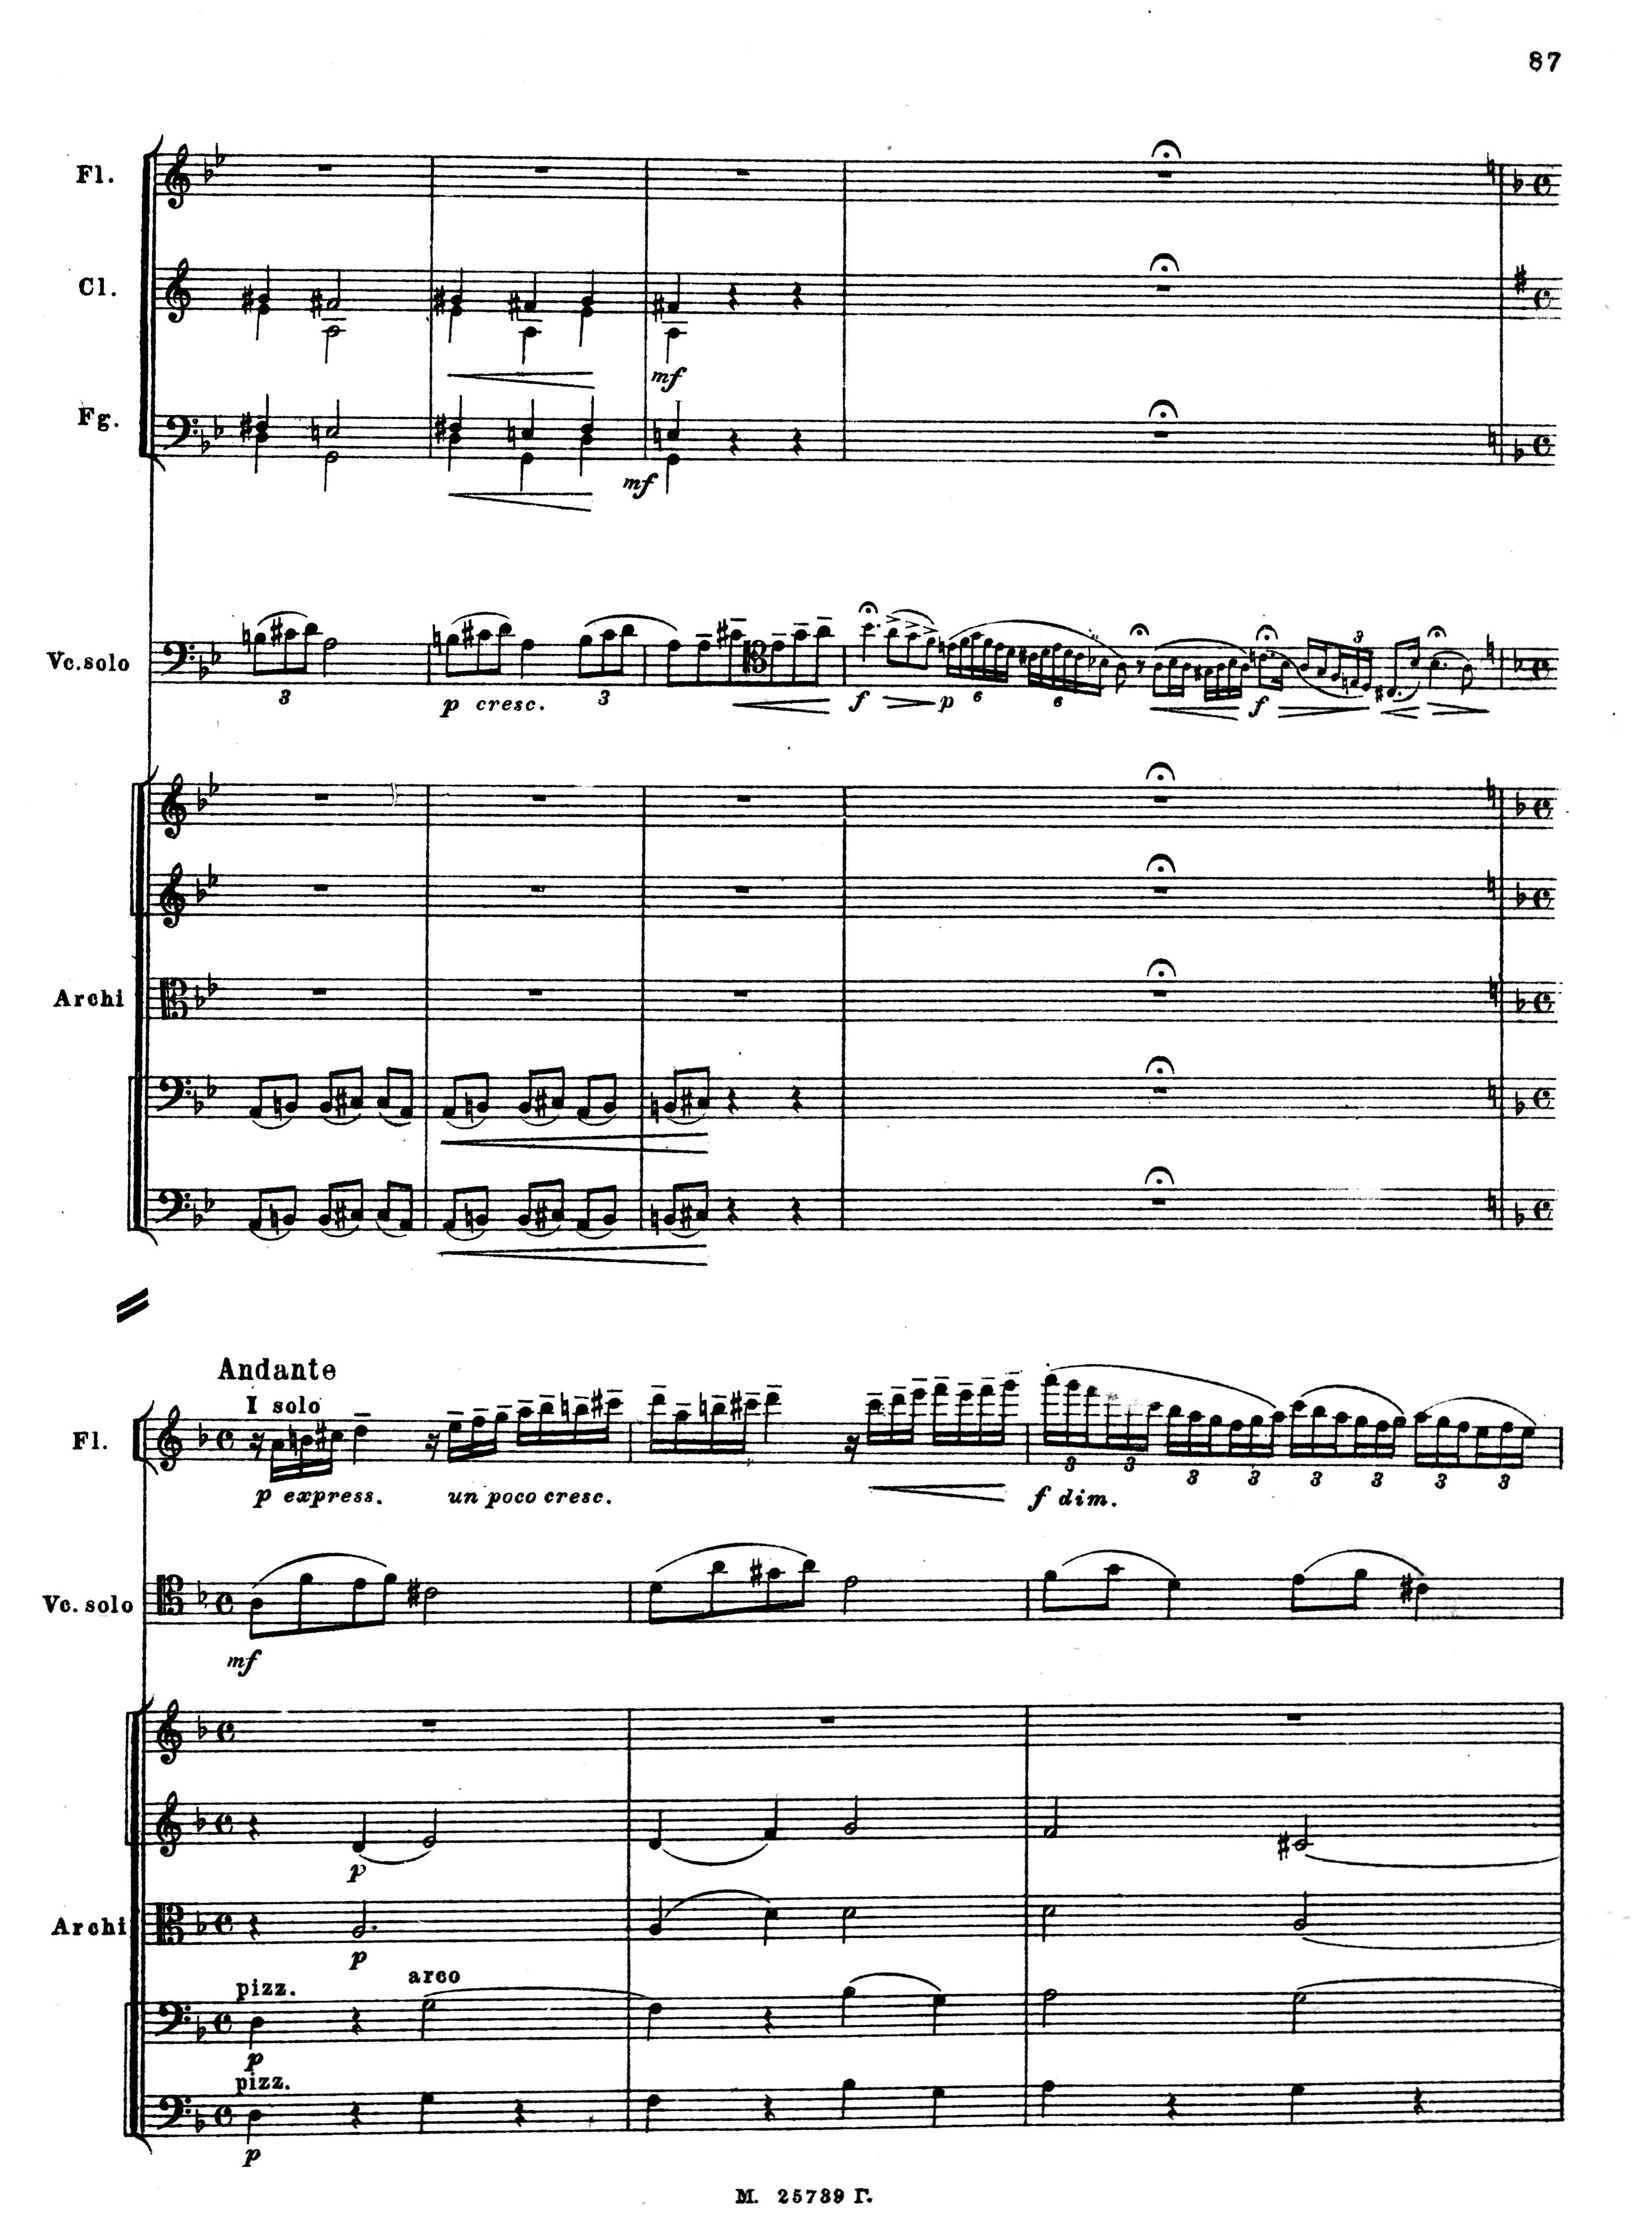 87
Fl.
Cl.
mf
Fg.
mf
Vc. solo
3
p cresc.
3
f
p
6
6
f
3
Archi
Andante
I solo
Fl.
p express.
un poco cresc.
f dim.
3 3 3 3 3 3 3 3
Vc. solo
mf
p
Archi
p
pizz.
arco
p
pizz.
p
М. 25739 Г.